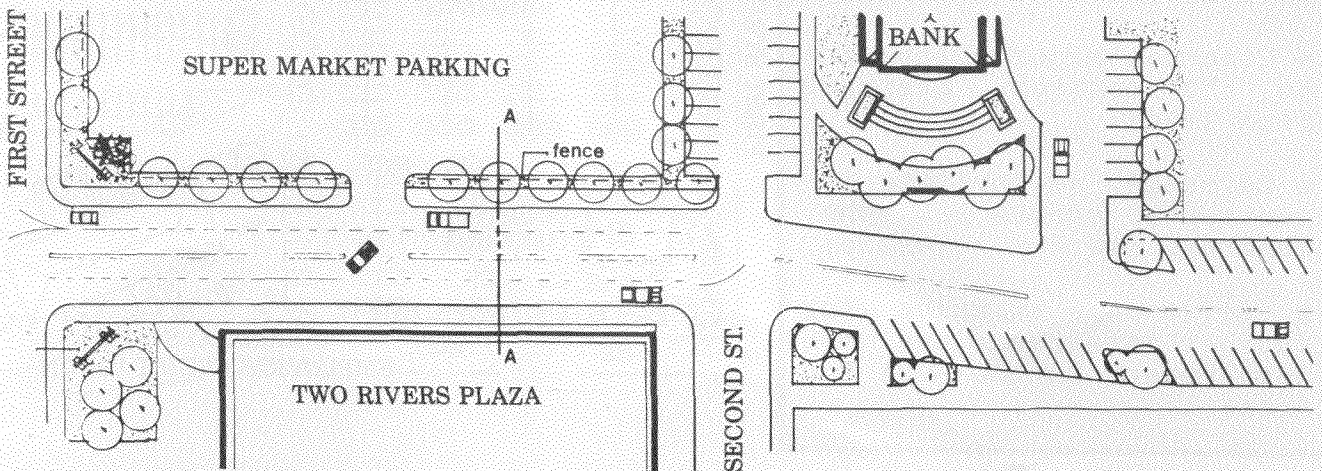 FIRST STREET
SUPER MARKET PARKING
BANK
A
fence
A
TWO RIVERS PLAZA
SECOND ST.